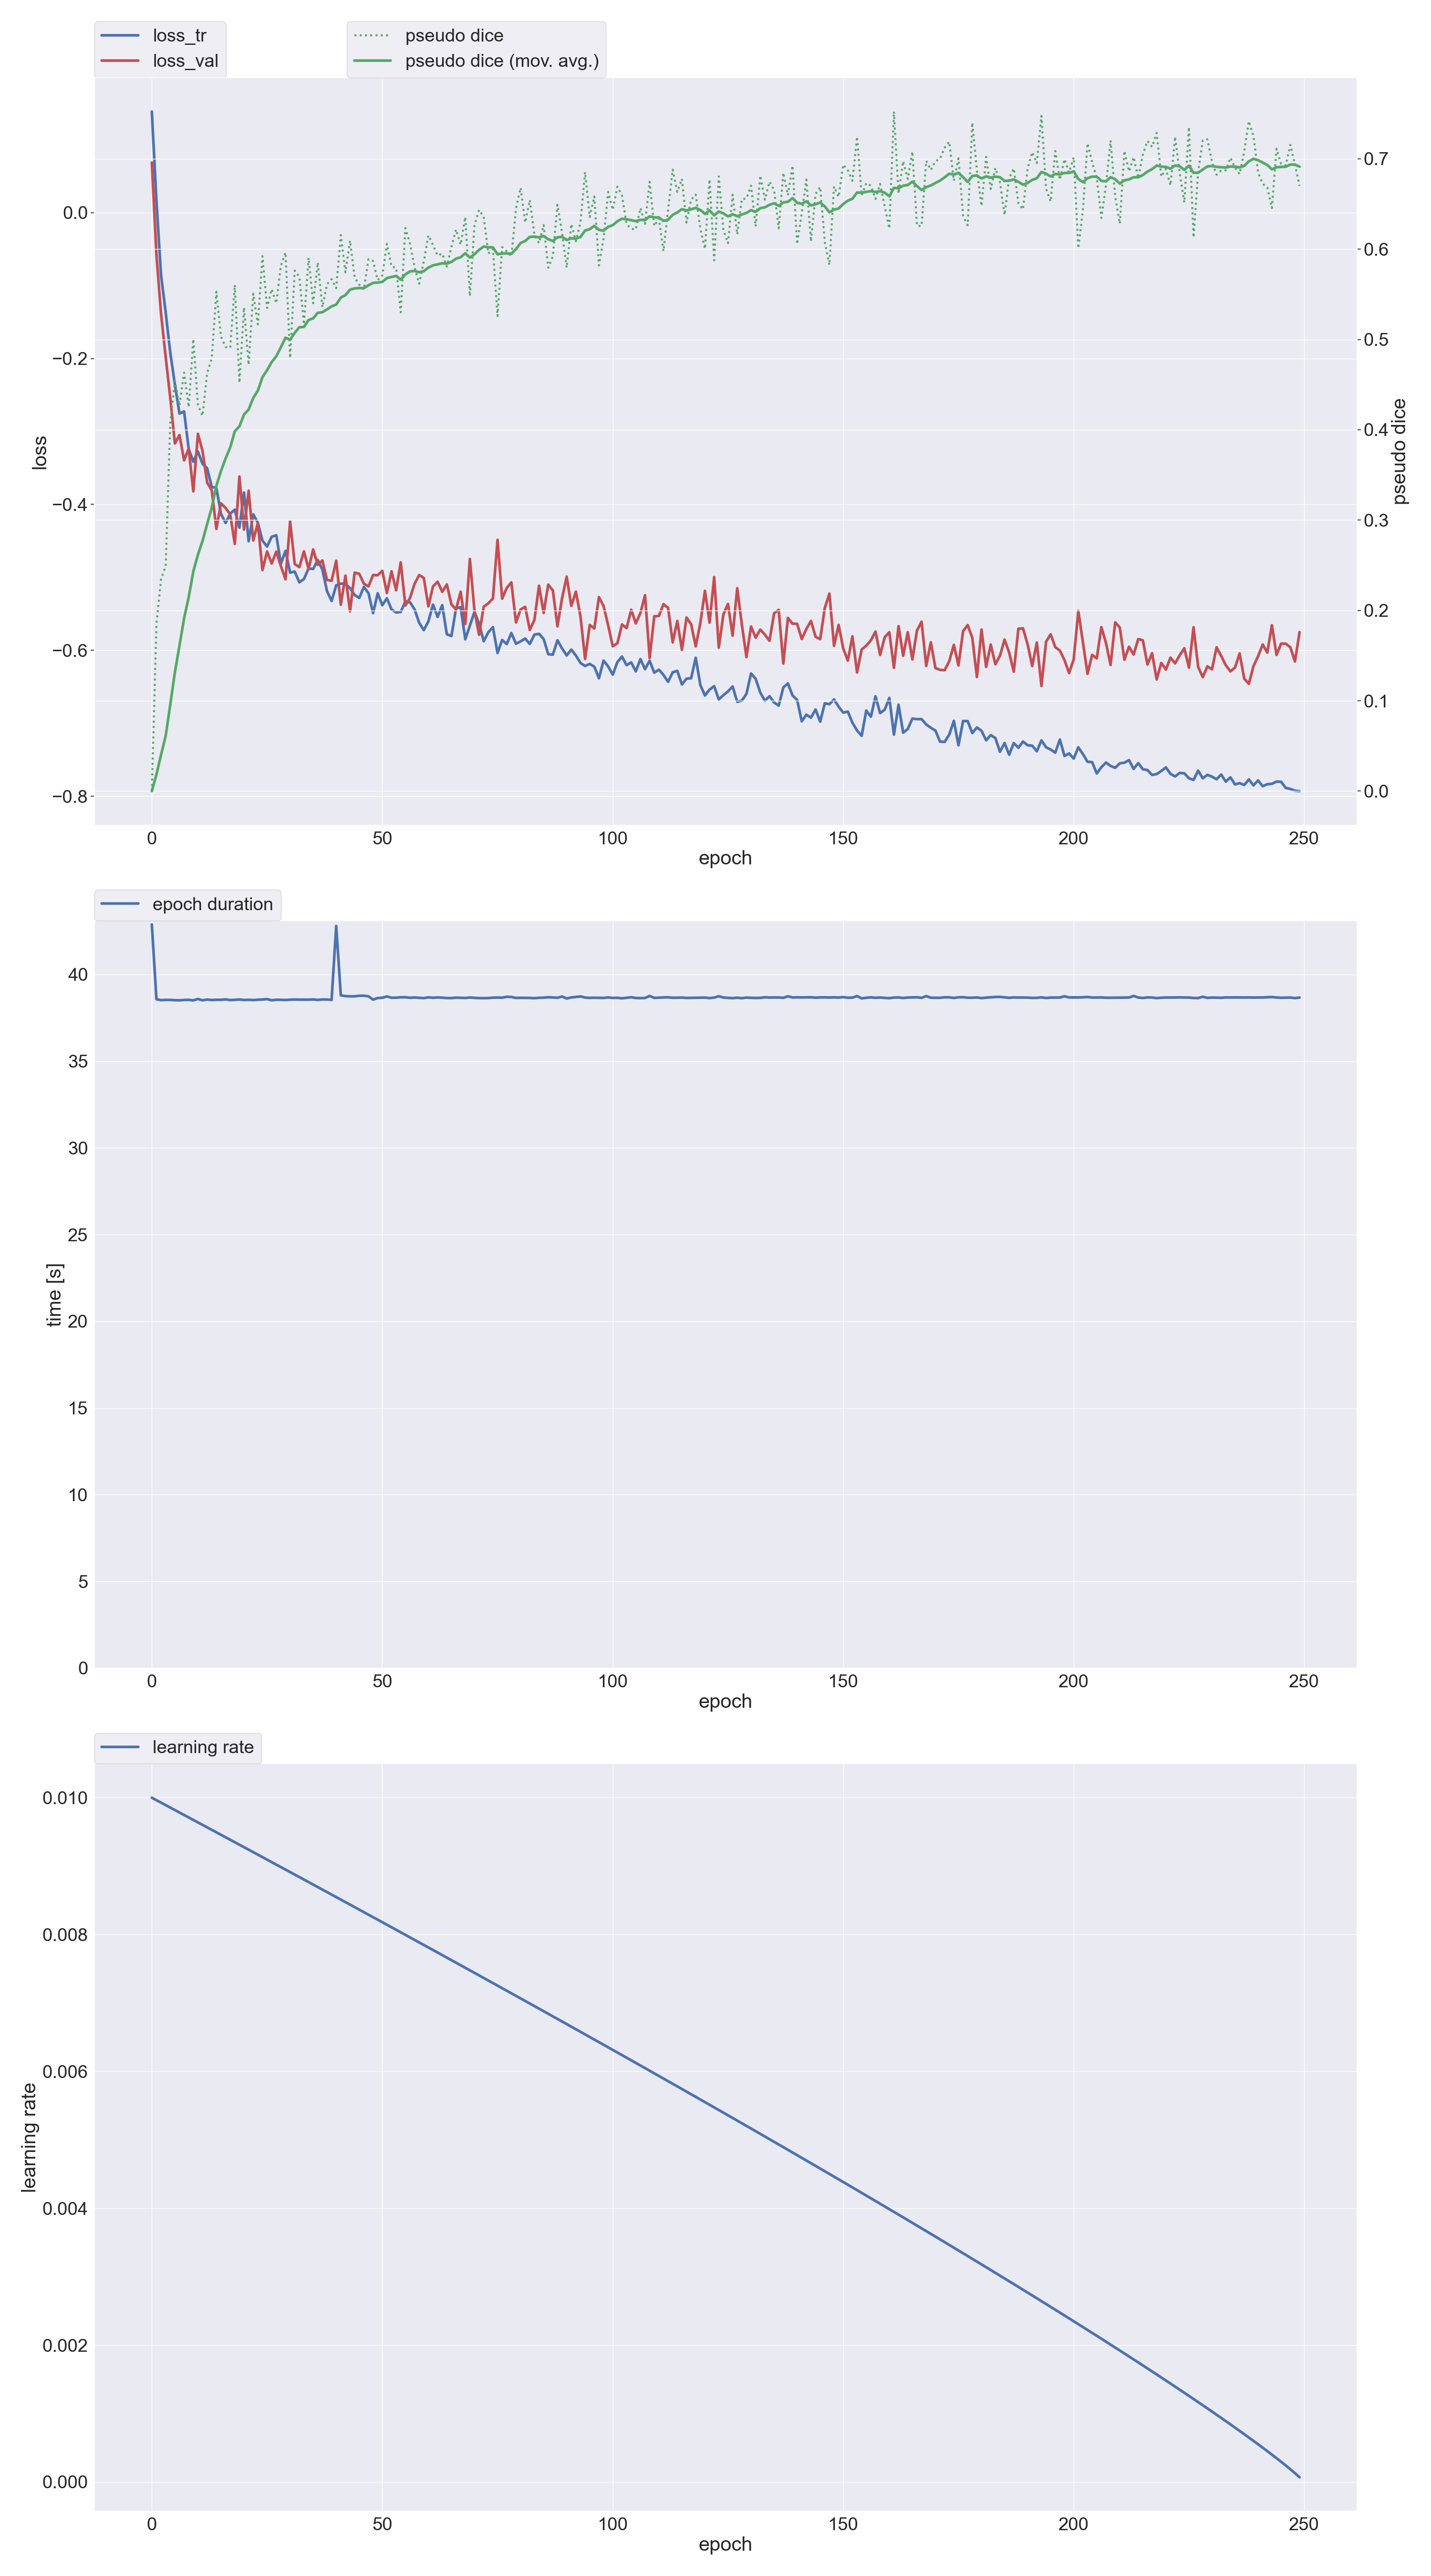 loss_tr
loss_val
pseudo dice
pseudo dice (mov. avg.)
0.0
−0.2
−0.4
−0.6
−0.8
loss
0.7
0.6
0.5
0.4
0.3
0.2
0.1
0.0
pseudo dice
0 50 100 150 200 250
epoch
epoch duration
40
35
30
25
20
15
10
5
0
time [s]
0 50 100 150 200 250
epoch
learning rate
0.010
0.008
0.006
0.004
0.002
0.000
learning rate
0 50 100 150 200 250
epoch